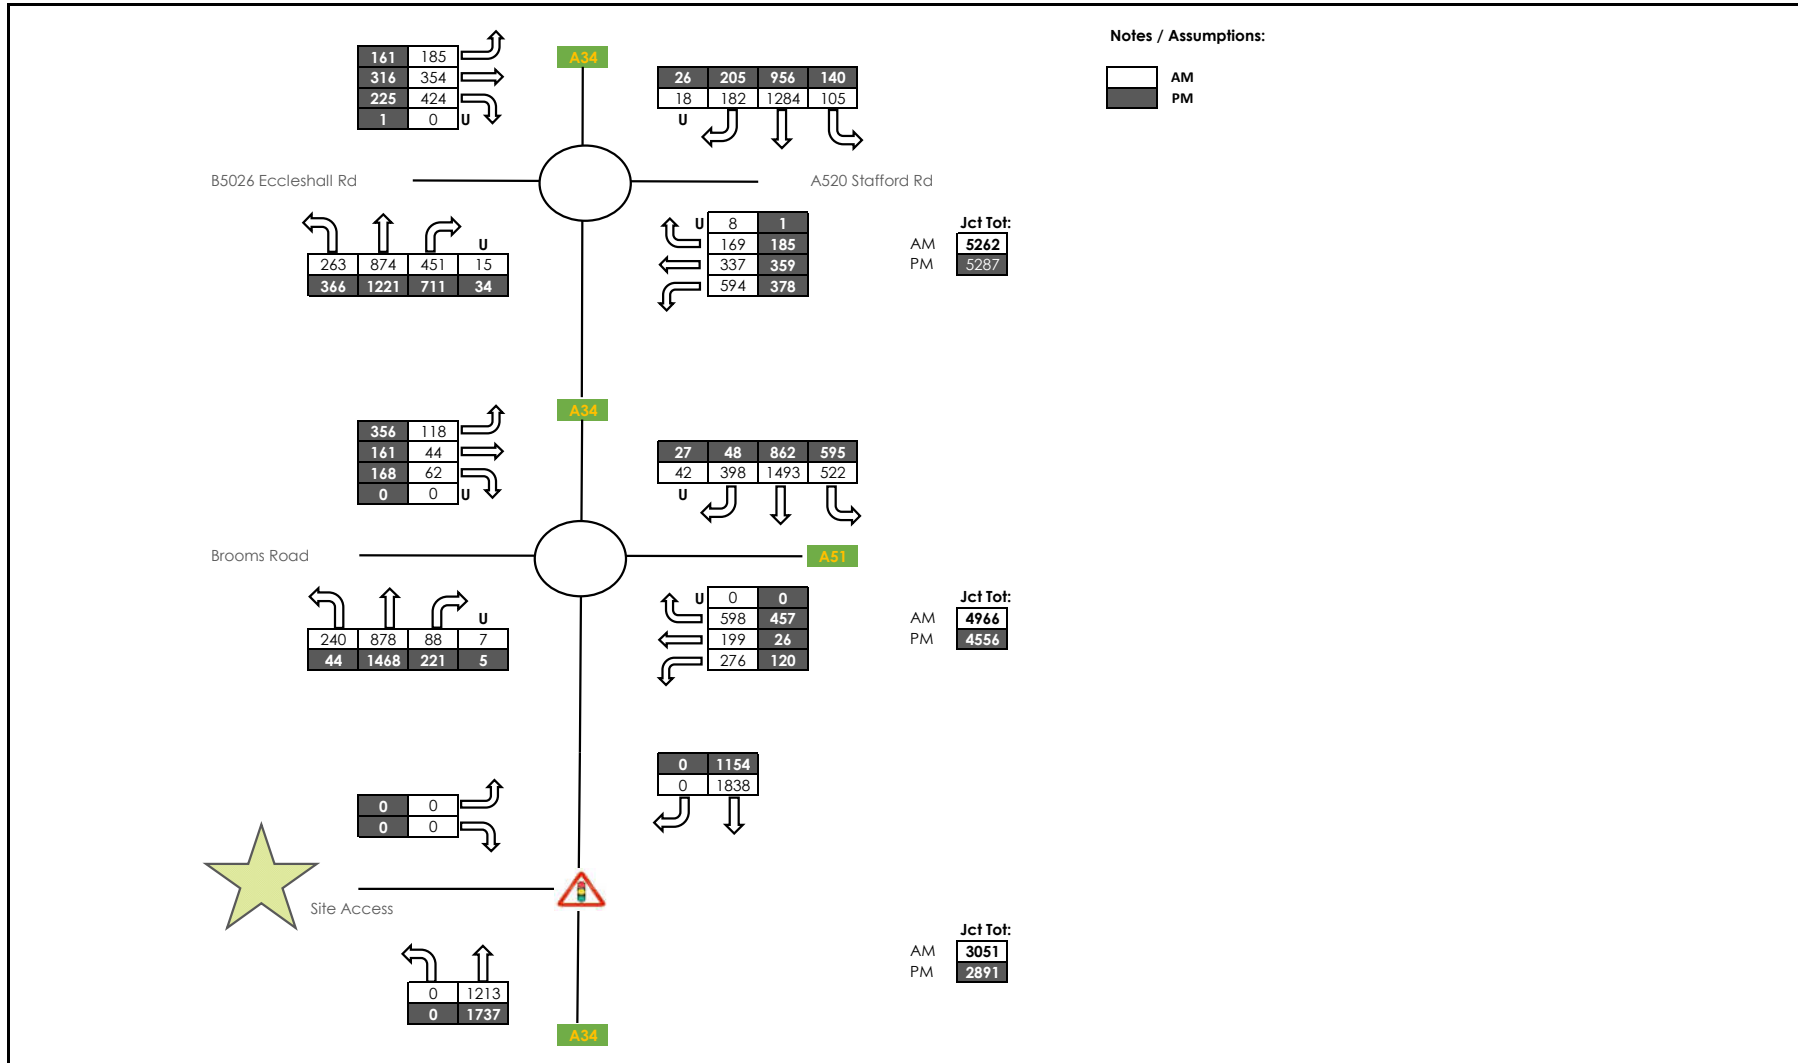 Notes / Assumptions:
AM
PM
A34
161 185
316 354
225 424
1 0 U
26 205 956 140
18 182 1284 105
U
B5026 Eccleshall Rd
A520 Stafford Rd
U
263 874 451 15
366 1221 711 34
U 8 1
169 185
337 359
594 378
Jct Tot:
AM 5262
PM 5287
A34
356 118
161 44
168 62
0 0 U
27 48 862 595
42 398 1493 522
U
Brooms Road
A51
U
240 878 88 7
44 1468 221 5
U 0 0
598 457
199 26
276 120
Jct Tot:
AM 4966
PM 4556
0 1154
0 1838
0 0
0 0
Site Access
0 1213
0 1737
Jct Tot:
AM 3051
PM 2891
A34